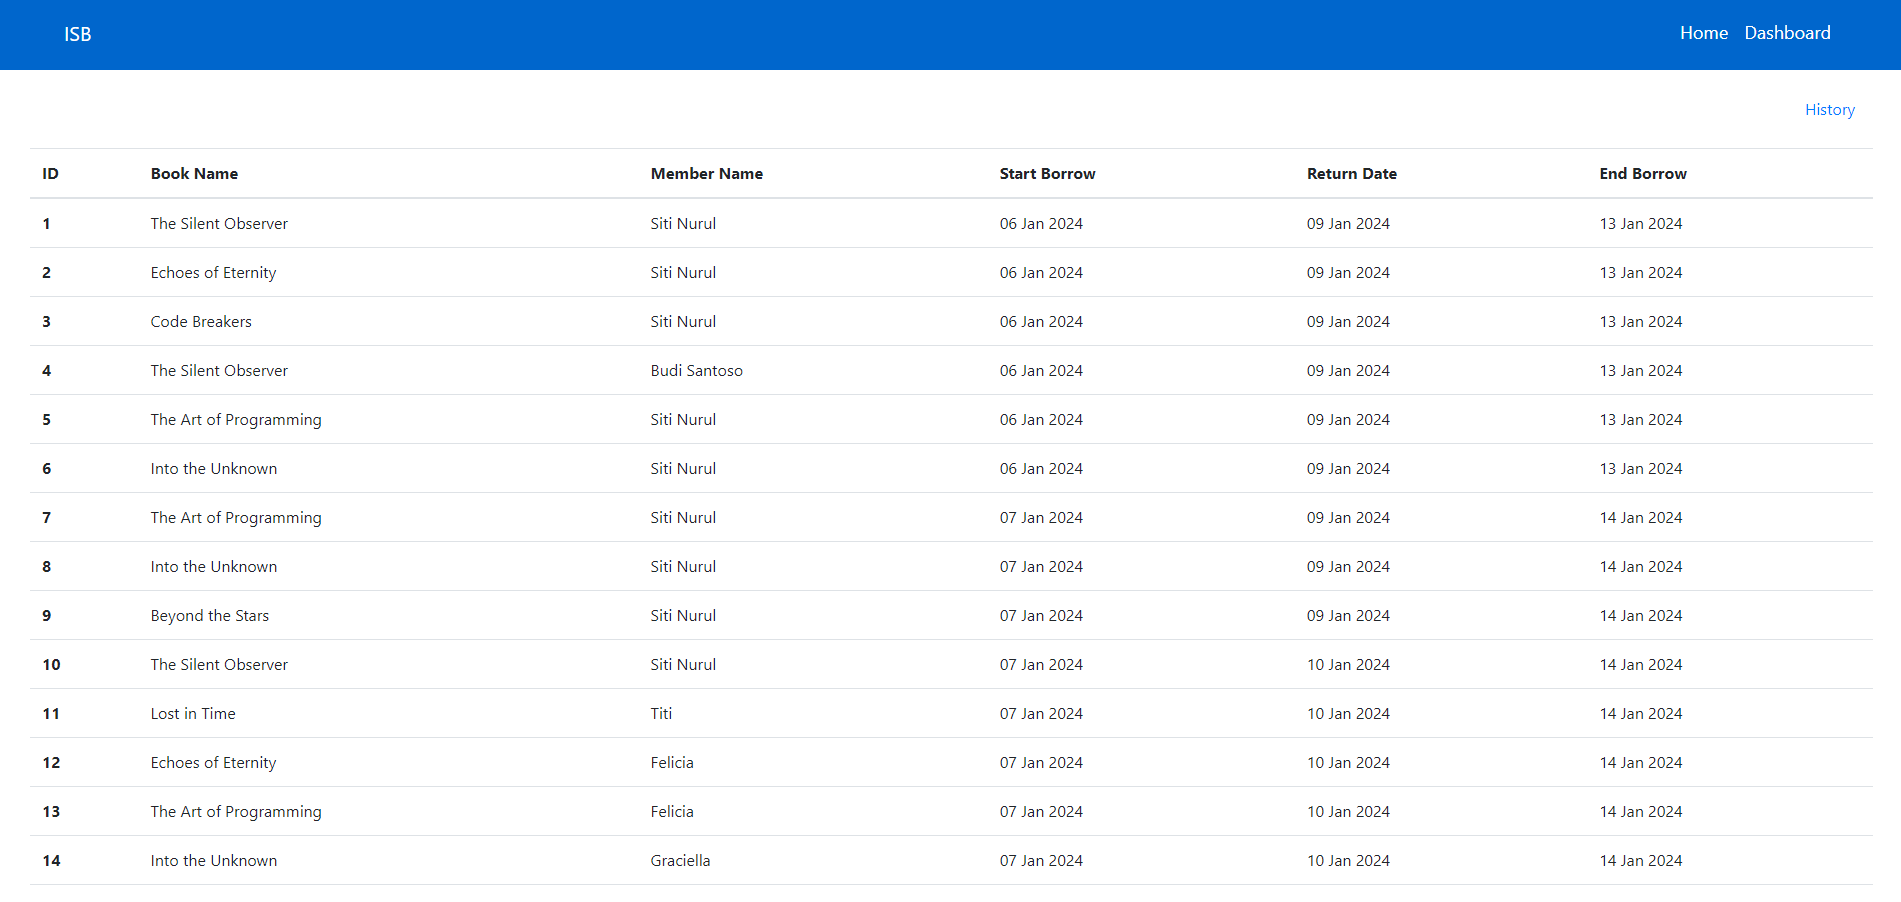 ISB Home Dashboard
History
ID Book Name Member Name Start Borrow Return Date End Borrow
1 The Silent Observer Siti Nurul 06 Jan 2024 09 Jan 2024 13 Jan 2024
2 Echoes of Eternity Siti Nurul 06 Jan 2024 09 Jan 2024 13 Jan 2024
3 Code Breakers Siti Nurul 06 Jan 2024 09 Jan 2024 13 Jan 2024
4 The Silent Observer Budi Santoso 06 Jan 2024 09 Jan 2024 13 Jan 2024
5 The Art of Programming Siti Nurul 06 Jan 2024 09 Jan 2024 13 Jan 2024
6 Into the Unknown Siti Nurul 06 Jan 2024 09 Jan 2024 13 Jan 2024
7 The Art of Programming Siti Nurul 07 Jan 2024 09 Jan 2024 14 Jan 2024
8 Into the Unknown Siti Nurul 07 Jan 2024 09 Jan 2024 14 Jan 2024
9 Beyond the Stars Siti Nurul 07 Jan 2024 09 Jan 2024 14 Jan 2024
10 The Silent Observer Siti Nurul 07 Jan 2024 10 Jan 2024 14 Jan 2024
11 Lost in Time Titi 07 Jan 2024 10 Jan 2024 14 Jan 2024
12 Echoes of Eternity Felicia 07 Jan 2024 10 Jan 2024 14 Jan 2024
13 The Art of Programming Felicia 07 Jan 2024 10 Jan 2024 14 Jan 2024
14 Into the Unknown Graciella 07 Jan 2024 10 Jan 2024 14 Jan 2024